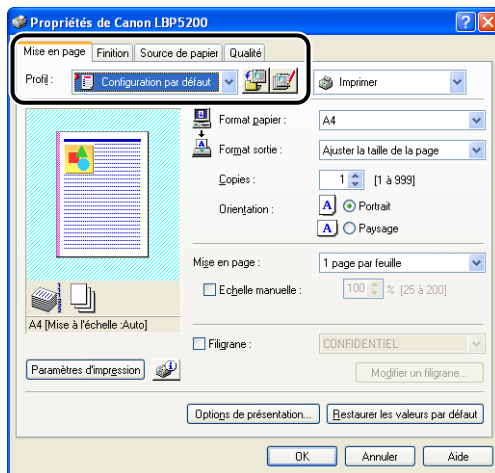 Propriétés de Canon LBP5200
Mise en page Finition Source de papier Qualité
Profil : Configuration par défaut Imprimer
Format papier : A4
Format sortie : Ajuster la taille de la page
Copies : 1 [1 à 999]
Orientation : A Portrait
A Paysage
Mise en page : 1 page par feuille
Echelle manuelle : 100 % [25 à 200]
A4 [Mise à l'échelle :Auto]
Filigrane : CONFIDENTIEL
Paramètres d'impression Modifier un filigrane...
Options de présentation... Restaurer les valeurs par défaut
OK Annuler Aide